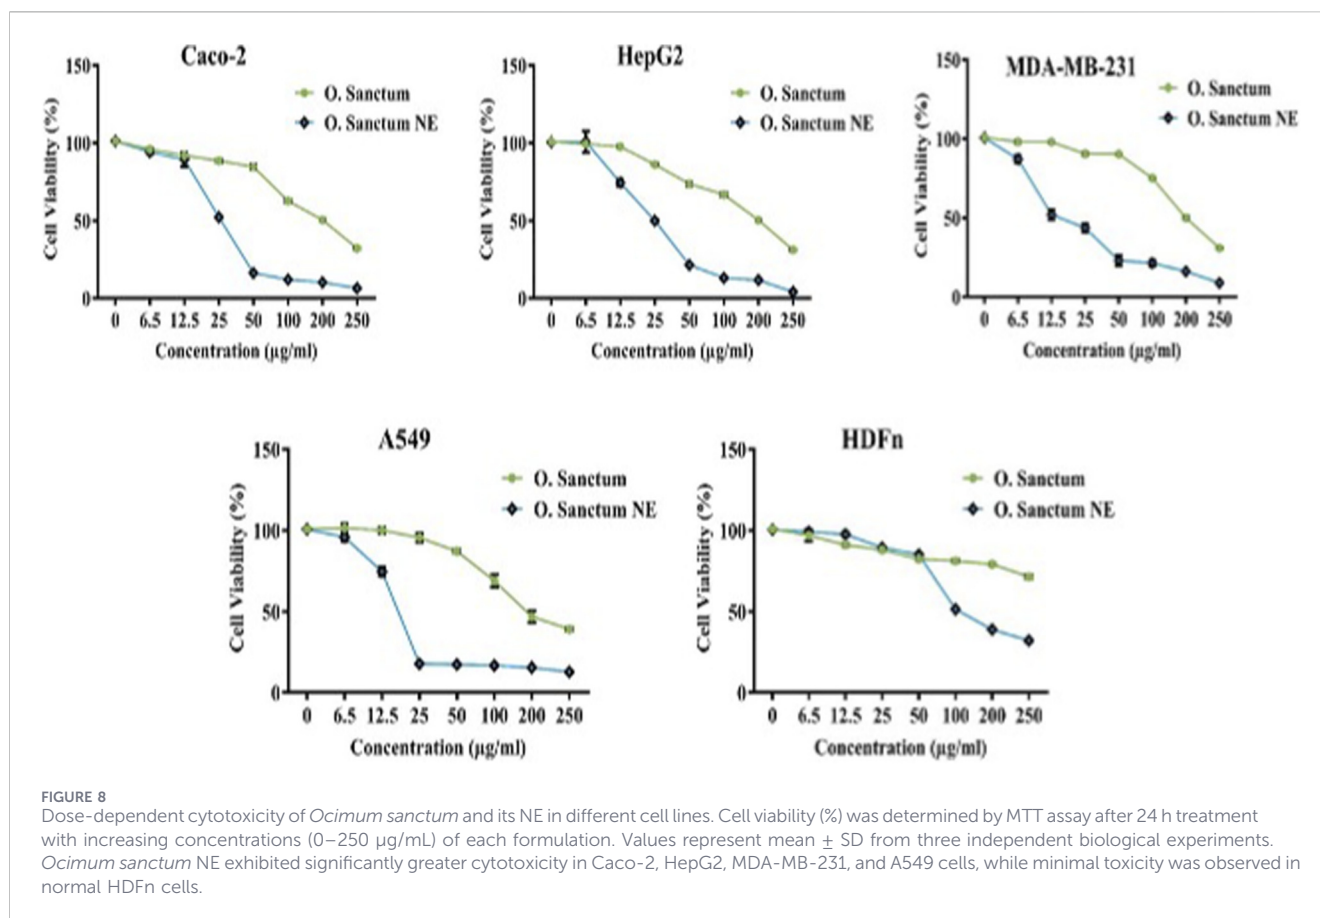 Caco-2
150
100
50
0
Cell Viability (%)
O. Sanctum
O. Sanctum NE
0 6.5 12.5 25 50 100 200 250
Concentration (µg/ml)
HepG2
150
100
50
0
Cell Viability (%)
O. Sanctum
O. Sanctum NE
0 6.5 12.5 25 50 100 200 250
Concentration (µg/ml)
MDA-MB-231
150
100
50
0
Cell Viability (%)
O. Sanctum
O. Sanctum NE
0 6.5 12.5 25 50 100 200 250
Concentration (µg/ml)
A549
150
100
50
0
Cell Viability (%)
O. Sanctum
O. Sanctum NE
0 6.5 12.5 25 50 100 200 250
Concentration (µg/ml)
HDFn
150
100
50
0
Cell Viability (%)
O. Sanctum
O. Sanctum NE
0 6.5 12.5 25 50 100 200 250
Concentration (µg/ml)
FIGURE 8
Dose-dependent cytotoxicity of Ocimum sanctum and its NE in different cell lines. Cell viability (%) was determined by MTT assay after 24 h treatment
with increasing concentrations (0–250 µg/mL) of each formulation. Values represent mean ± SD from three independent biological experiments.
Ocimum sanctum NE exhibited significantly greater cytotoxicity in Caco-2, HepG2, MDA-MB-231, and A549 cells, while minimal toxicity was observed in
normal HDFn cells.